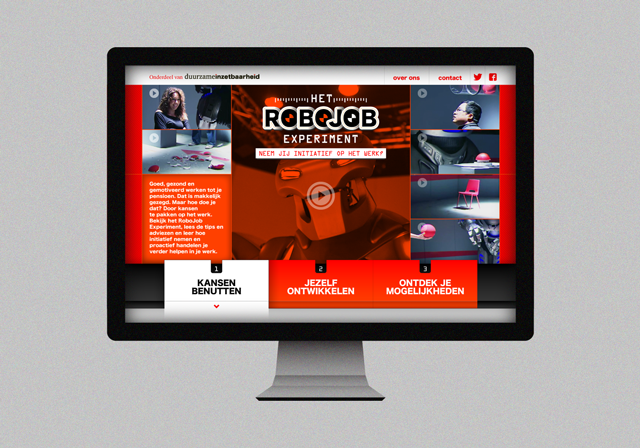 Onderdeel van duurzameinzetbaarheid
over ons
contact
HET
ROBOJOB
EXPERIMENT
NEEM JIJ INITIATIEF OP HET WERK?
Goed, gezond en
gemotiveerd werken tot je
pensioen. Dat is makkelijk
gezegd. Maar hoe doe je
dat? Door kansen
te pakken op het werk.
Bekijk het RoboJob
Experiment, lees de tips en
adviezen en leer hoe
initiatief nemen en
proactief handelen je
verder helpen in je werk.
1
KANSEN
BENUTTEN
2
JEZELF
ONTWIKKELEN
3
ONTDEK JE
MOGELIJKHEDEN